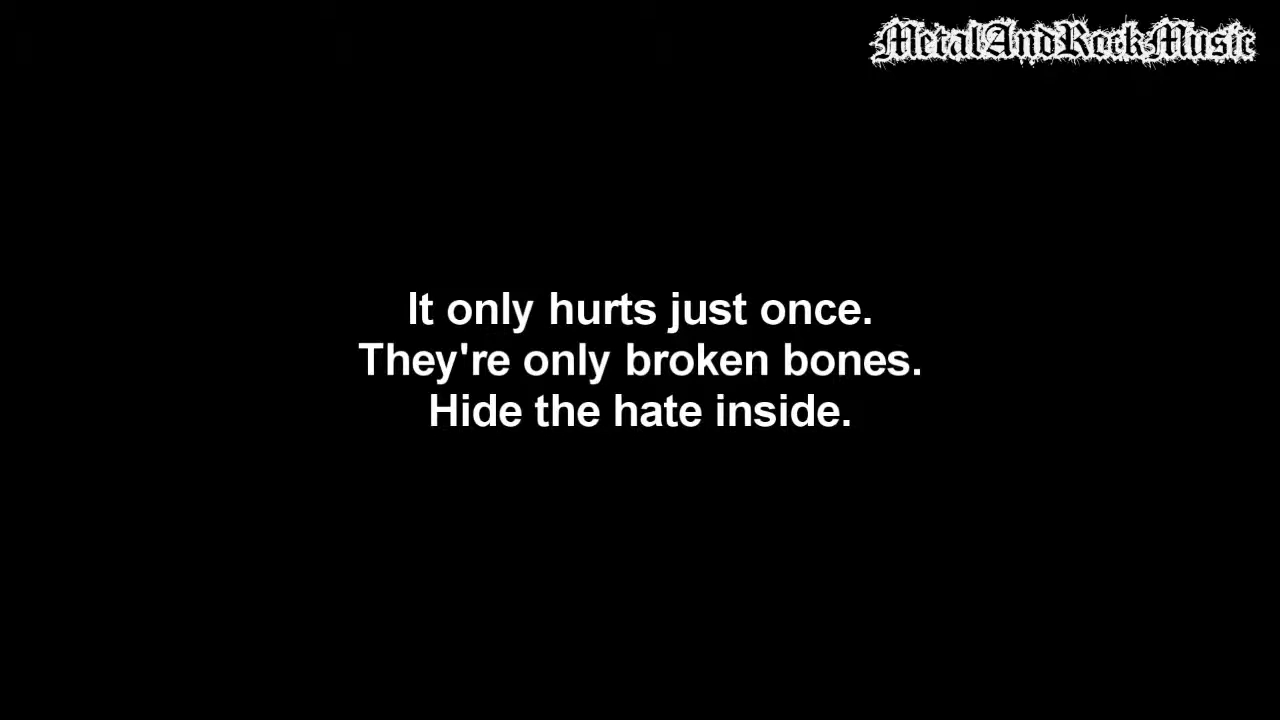 MetalAndRockMusic
It only hurts just once.
They're only broken bones.
Hide the hate inside.